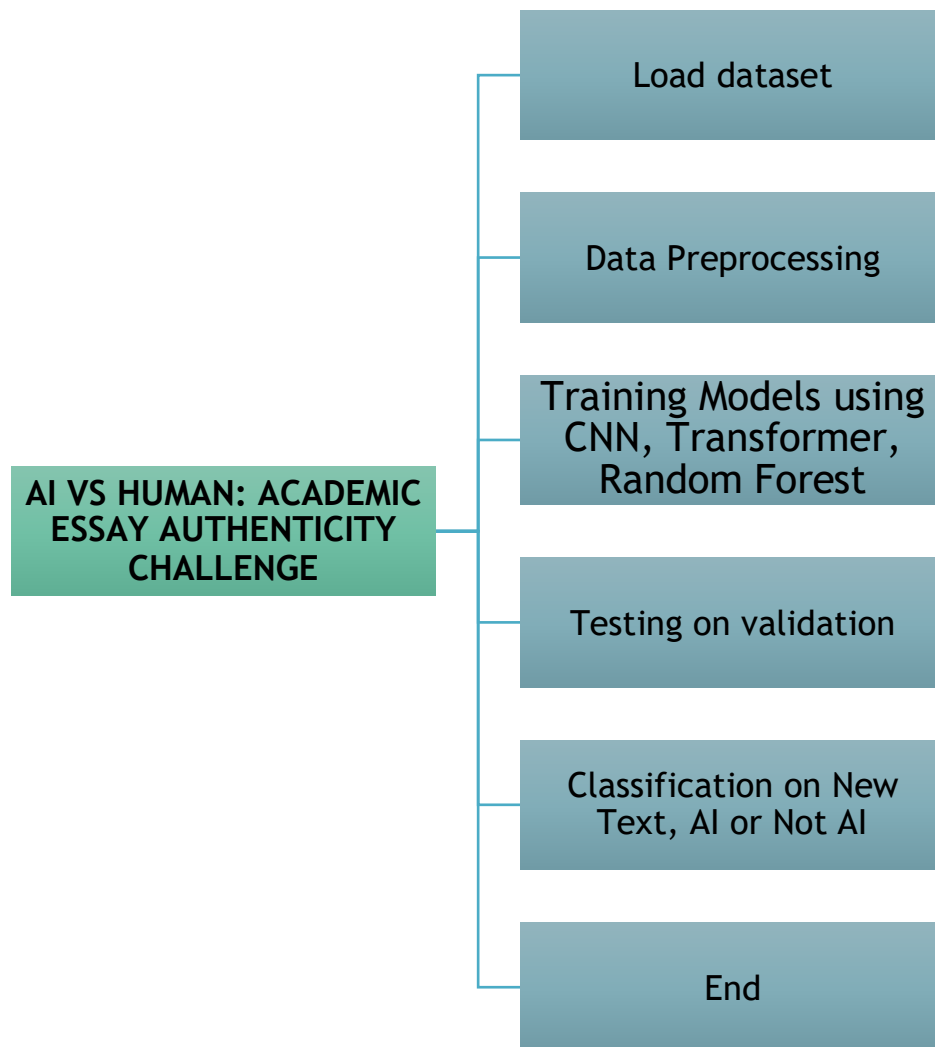 Load dataset
Data Preprocessing
Training Models using
CNN, Transformer,
Random Forest
AI VS HUMAN: ACADEMIC
ESSAY AUTHENTICITY
CHALLENGE
Testing on validation
Classification on New
Text, AI or Not AI
End